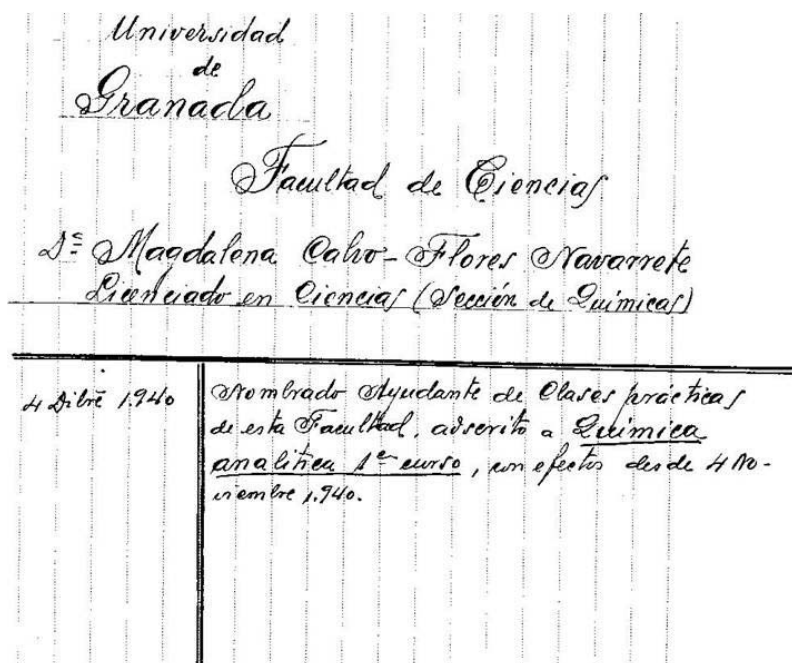 Universidad
de
Granada
Facultad de Ciencias
Dª Magdalena Calvo-Flores Navarrete
Licenciado en Ciencias (Sección de Químicas)
4 Dibre 1.940
Nombrado Ayudante de Clases prácticas
de esta Facultad, adscrito a Química
analítica 1er curso, con efectos desde 4 No-
viembre 1.940.